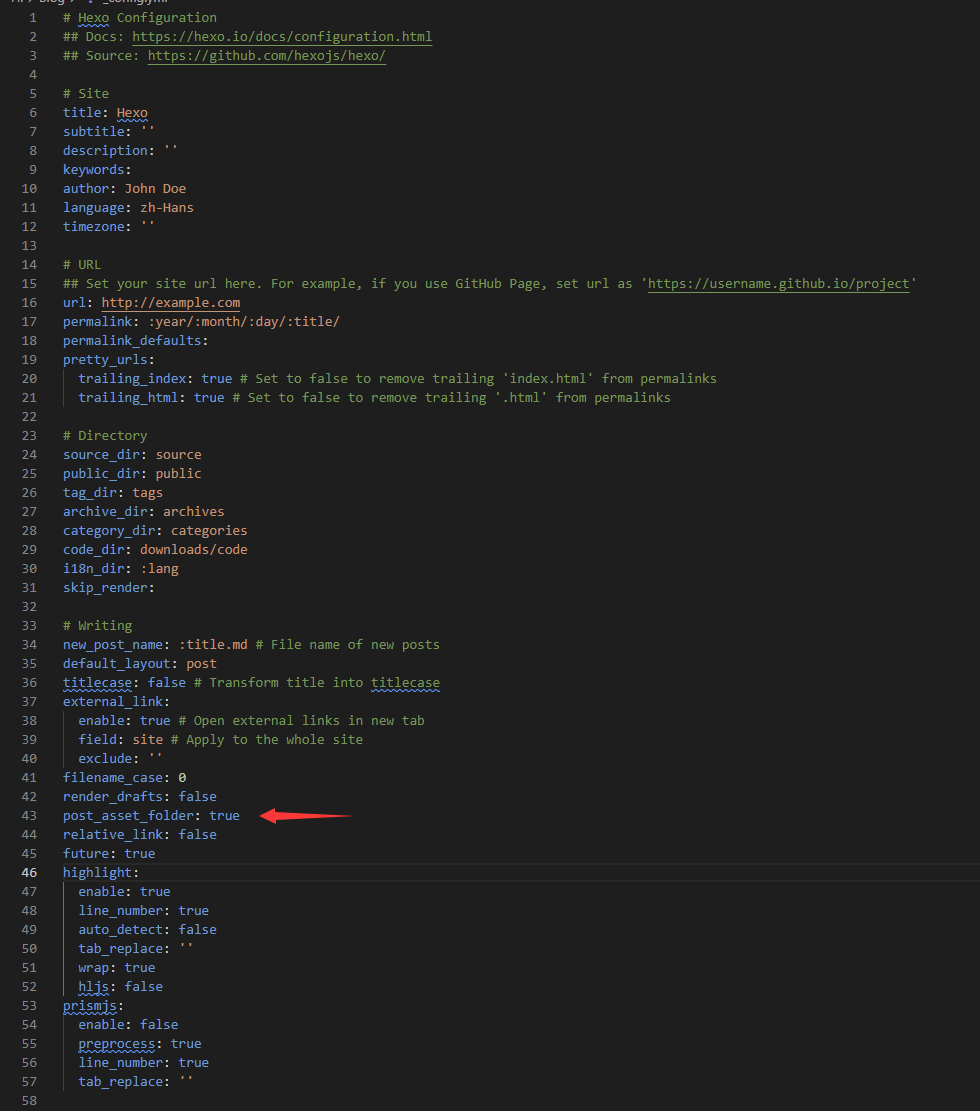 1 # Hexo Configuration
2 ## Docs: https://hexo.io/docs/configuration.html
3 ## Source: https://github.com/hexojs/hexo/
4
5 # Site
6 title: Hexo
7 subtitle: ''
8 description: ''
9 keywords:
10 author: John Doe
11 language: zh-Hans
12 timezone: ''
13
14 # URL
15 ## Set your site url here. For example, if you use GitHub Page, set url as 'https://username.github.io/project'
16 url: http://example.com
17 permalink: :year/:month/:day/:title/
18 permalink_defaults:
19 pretty_urls:
20   trailing_index: true # Set to false to remove trailing 'index.html' from permalinks
21   trailing_html: true # Set to false to remove trailing '.html' from permalinks
22
23 # Directory
24 source_dir: source
25 public_dir: public
26 tag_dir: tags
27 archive_dir: archives
28 category_dir: categories
29 code_dir: downloads/code
30 i18n_dir: :lang
31 skip_render:
32
33 # Writing
34 new_post_name: :title.md # File name of new posts
35 default_layout: post
36 titlecase: false # Transform title into titlecase
37 external_link:
38   enable: true # Open external links in new tab
39   field: site # Apply to the whole site
40   exclude: ''
41 filename_case: 0
42 render_drafts: false
43 post_asset_folder: true
44 relative_link: false
45 future: true
46 highlight:
47   enable: true
48   line_number: true
49   auto_detect: false
50   tab_replace: ''
51   wrap: true
52   hljs: false
53 prismjs:
54   enable: false
55   preprocess: true
56   line_number: true
57   tab_replace: ''
58